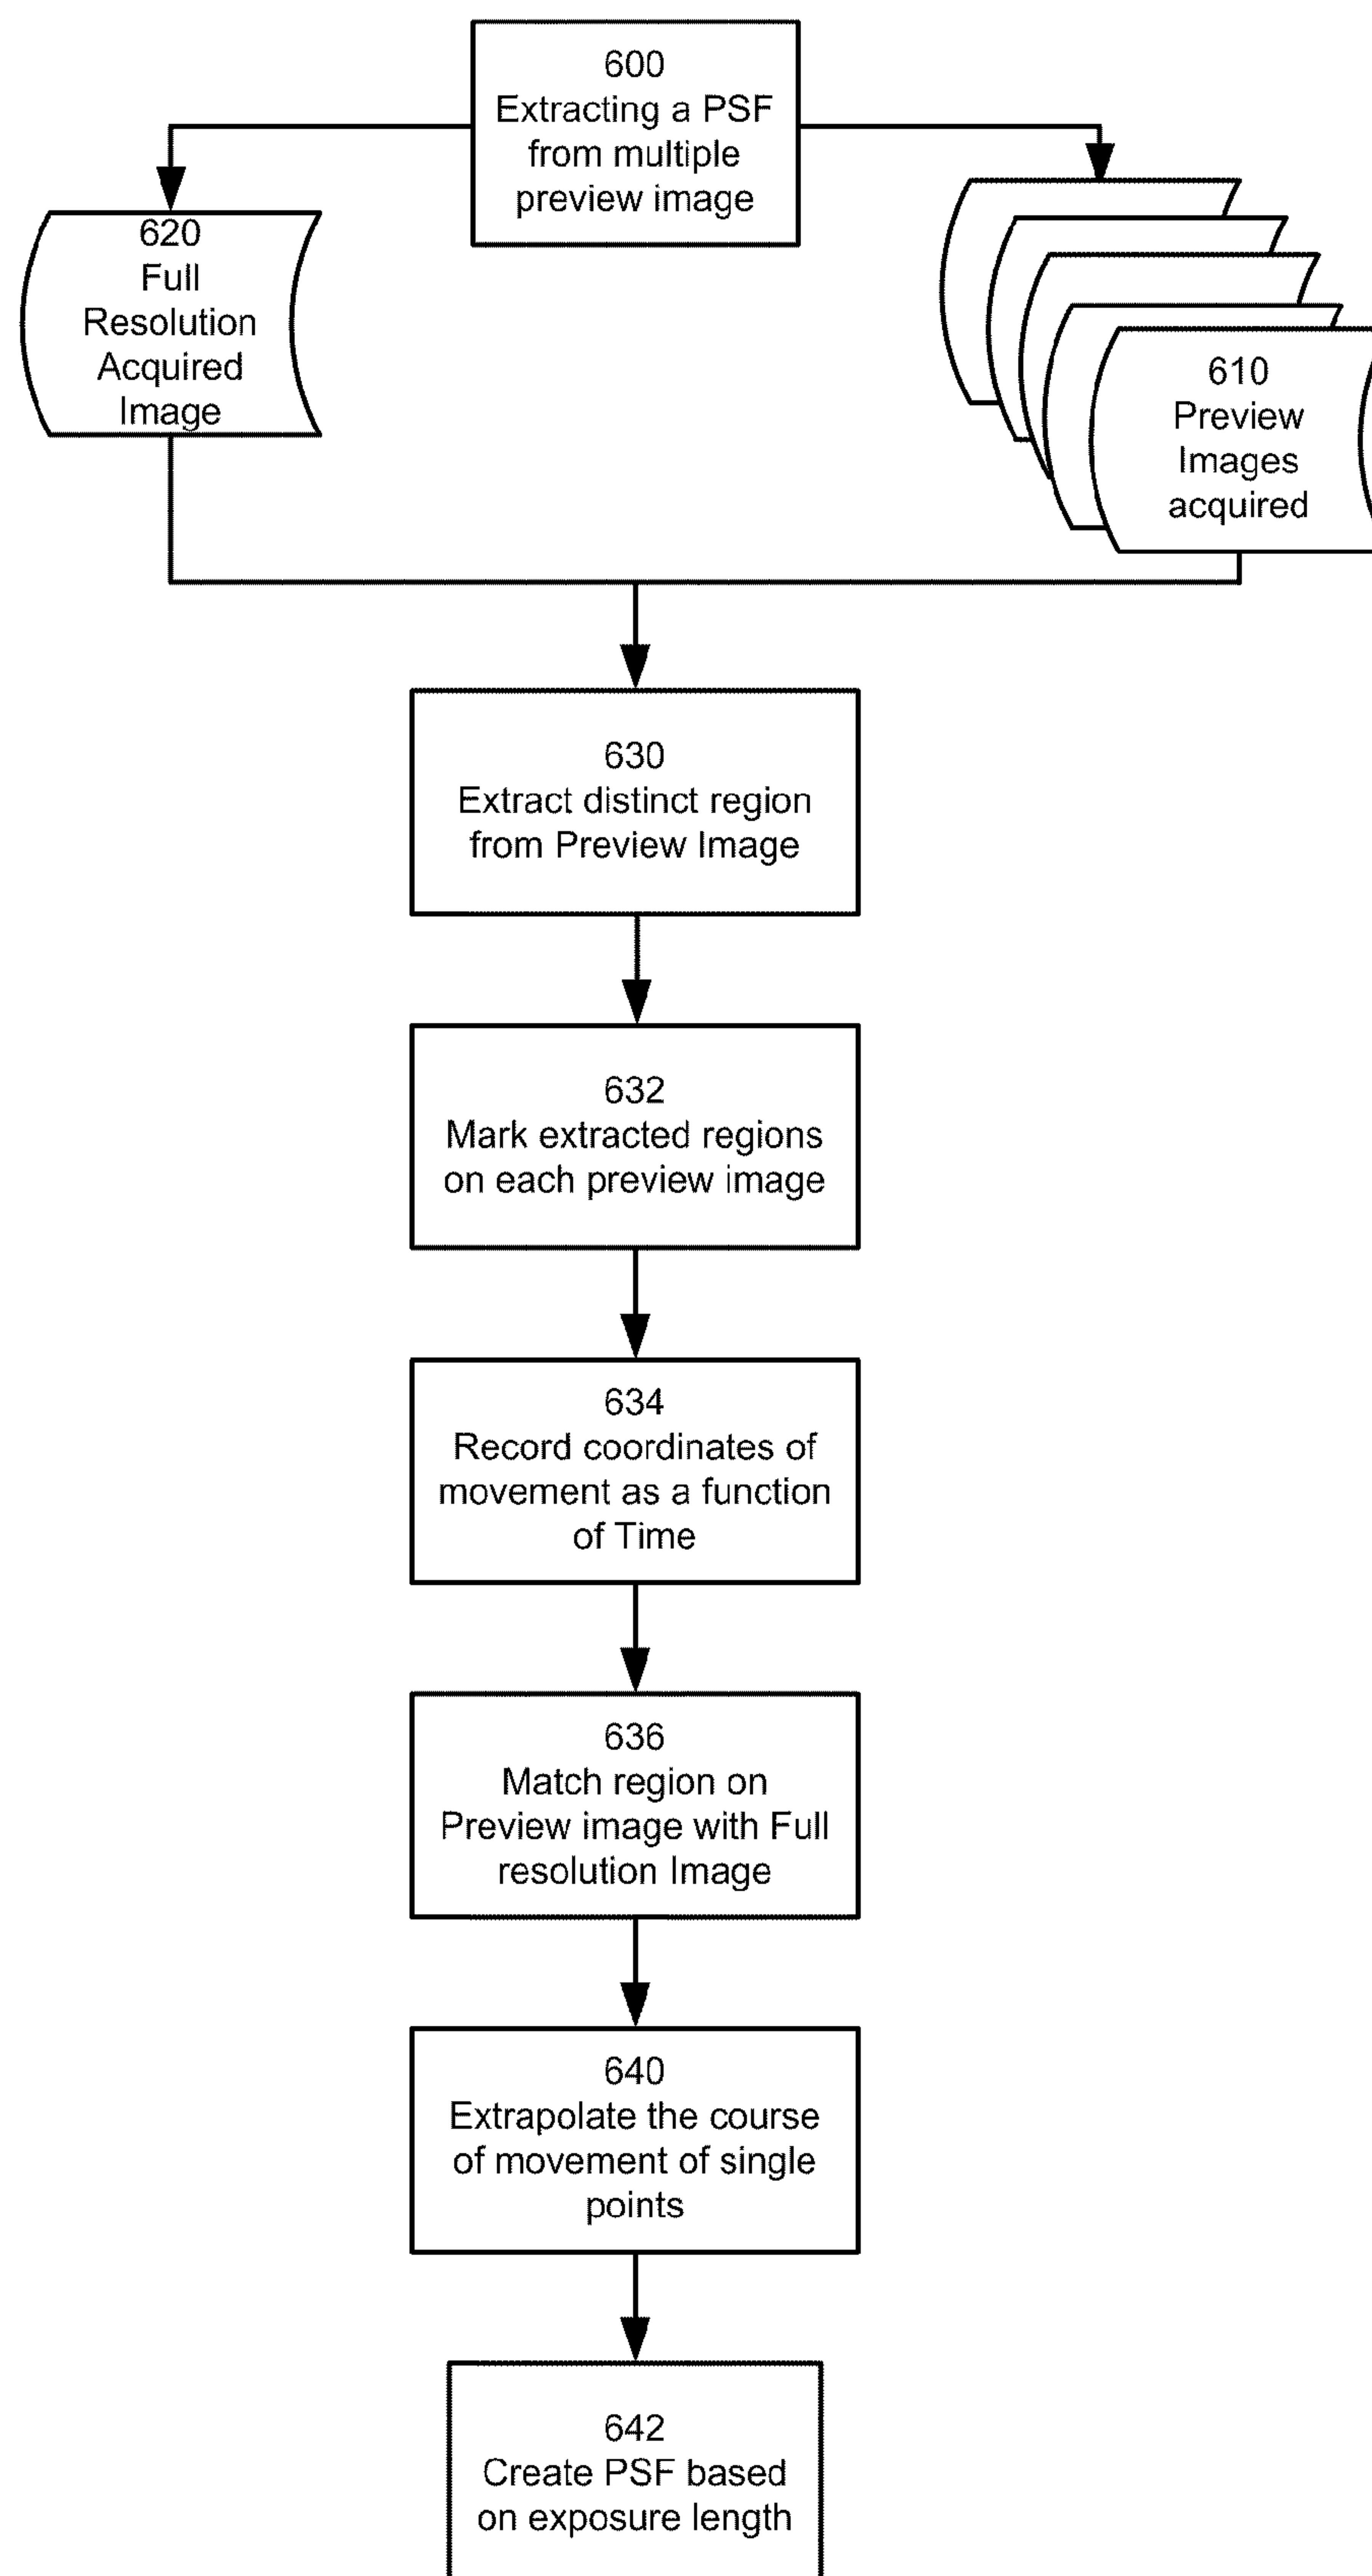 600
Extracting a PSF
from multiple
preview image
620
Full
Resolution
Acquired
Image
610
Preview
Images
acquired
630
Extract distinct region
from Preview Image
632
Mark extracted regions
on each preview image
634
Record coordinates of
movement as a function
of Time
636
Match region on
Preview image with Full
resolution Image
640
Extrapolate the course
of movement of single
points
642
Create PSF based
on exposure length